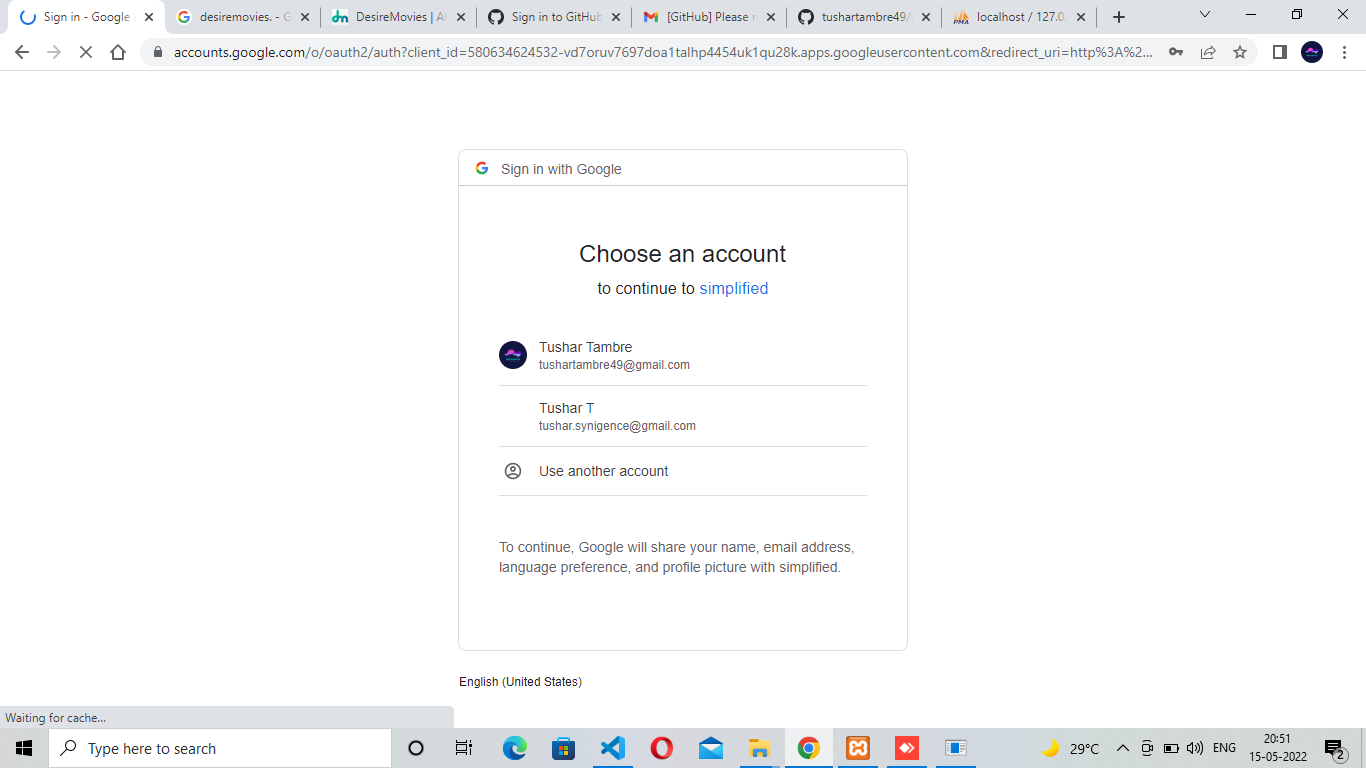 Sign in - Google
desiremovies. - G
DesireMovies | A
Sign in to GitHub
[GitHub] Please
tushartambre49/
localhost / 127.0.
accounts.google.com/o/oauth2/auth?client_id=580634624532-vd7oruv7697doa1talhp4454uk1qu28k.apps.googleusercontent.com&redirect_uri=http%3A%2...
Sign in with Google
Choose an account
to continue to simplified
Tushar Tambre
tushartambre49@gmail.com
Tushar T
tushar.synigence@gmail.com
Use another account
To continue, Google will share your name, email address,
language preference, and profile picture with simplified.
English (United States)
Waiting for cache...
Type here to search
29°C
ENG
20:51
15-05-2022
2